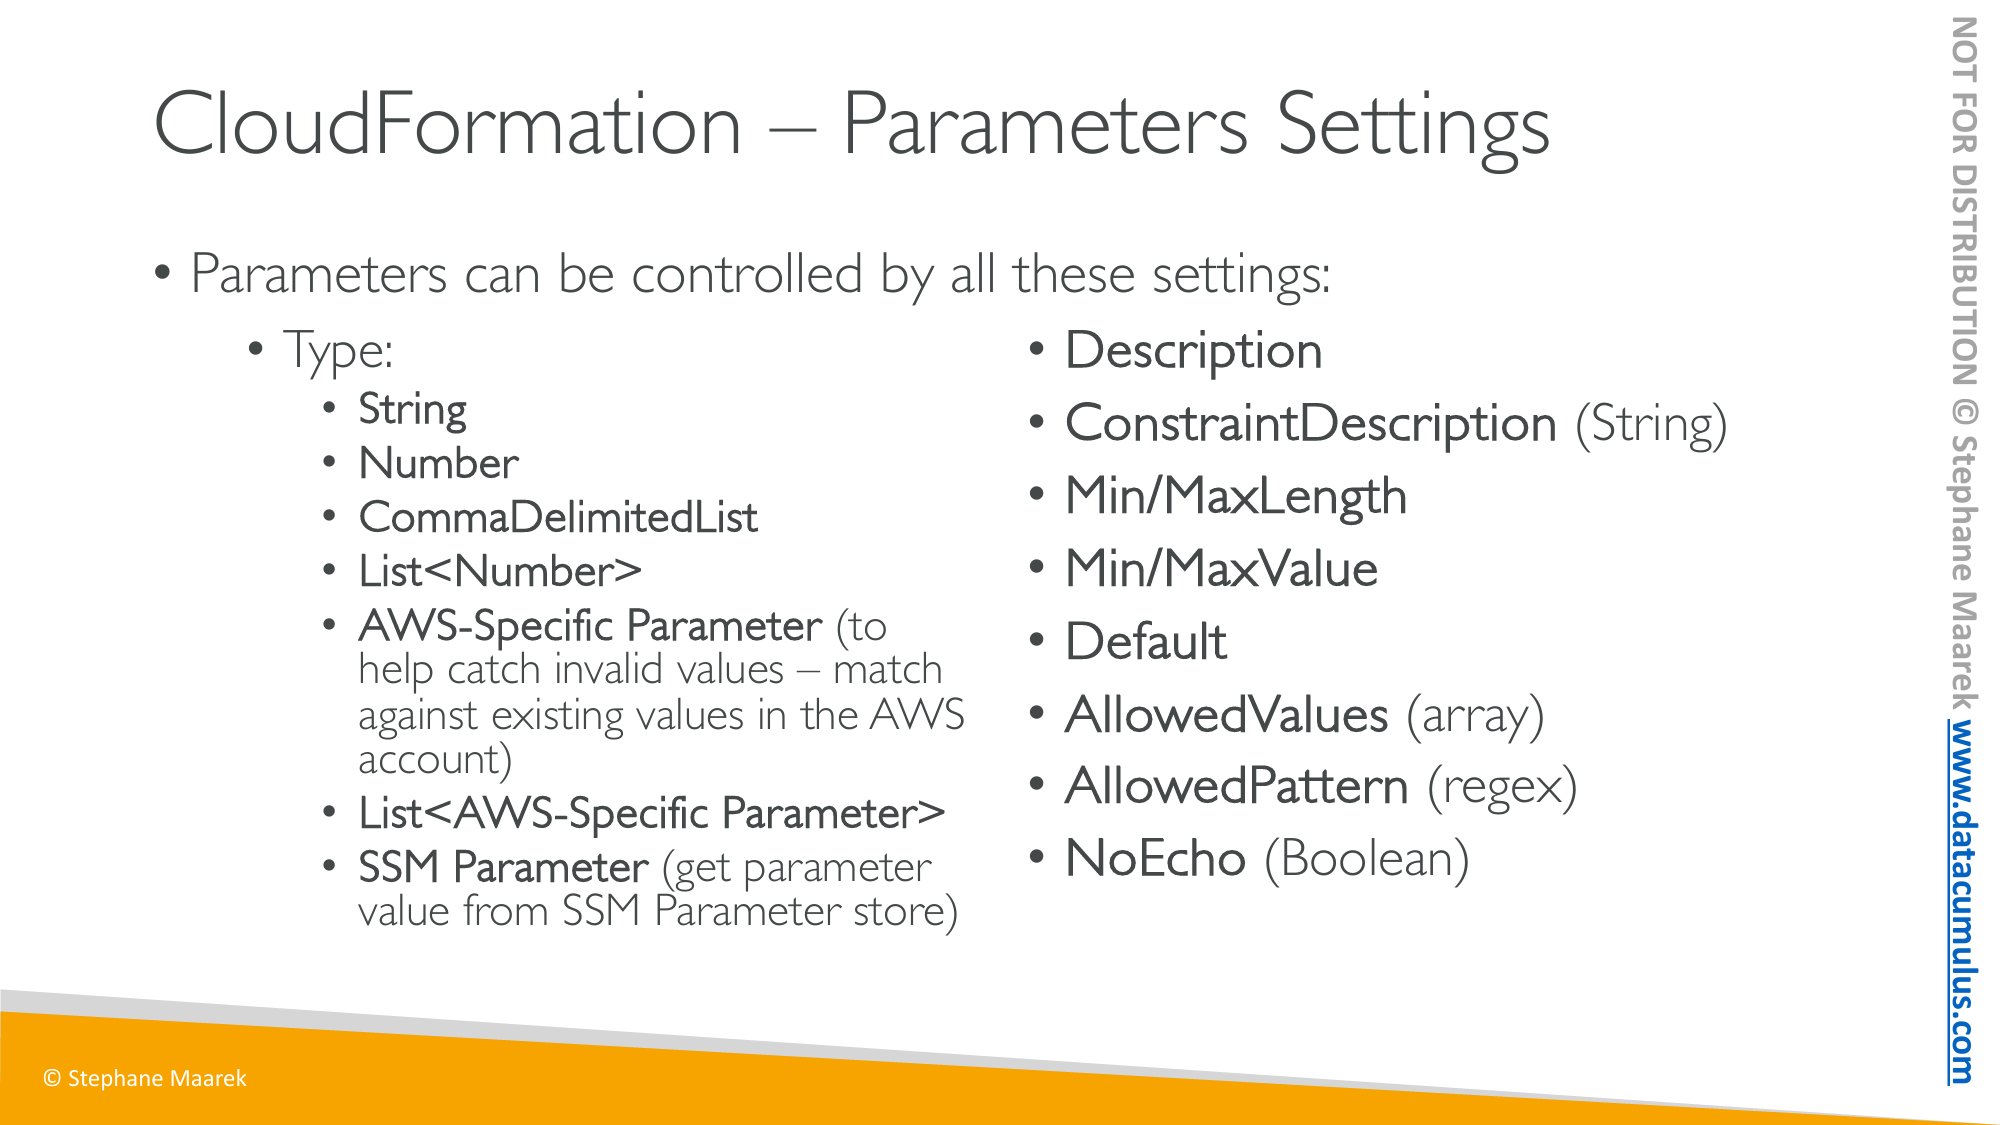 CloudFormation – Parameters Settings
• Parameters can be controlled by all these settings:
• Type:
• String
• Number
• CommaDelimitedList
• List<Number>
• AWS-Specific Parameter (to
help catch invalid values – match
against existing values in the AWS
account)
• List<AWS-Specific Parameter>
• SSM Parameter (get parameter
value from SSM Parameter store)
• Description
• ConstraintDescription (String)
• Min/MaxLength
• Min/MaxValue
• Default
• AllowedValues (array)
• AllowedPattern (regex)
• NoEcho (Boolean)
© Stephane Maarek
NOT FOR DISTRIBUTION © Stephane Maarek www.datacumulus.com